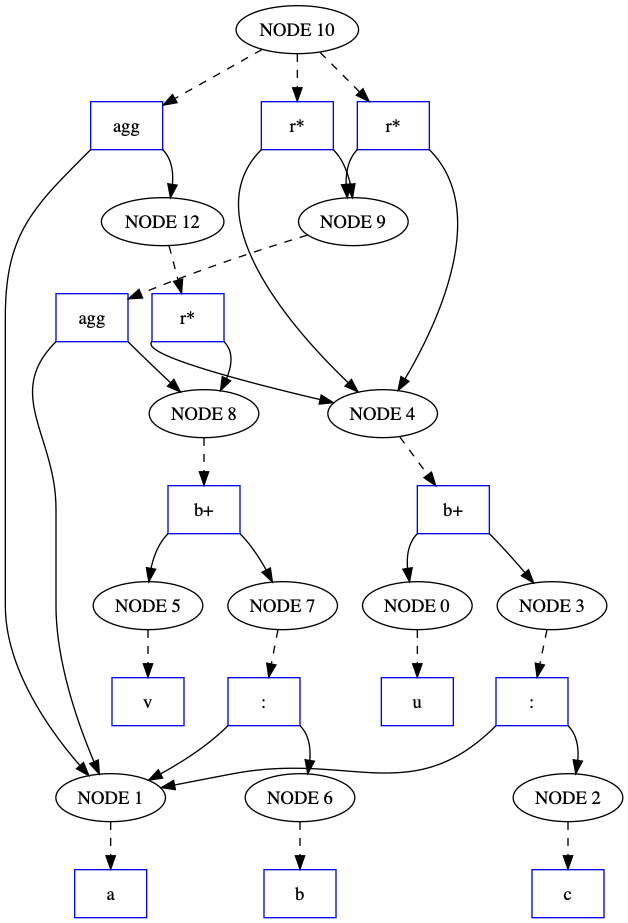 NODE 10
agg
r*
r*
NODE 12
NODE 9
agg
r*
NODE 8
NODE 4
b+
b+
NODE 5
NODE 7
NODE 0
NODE 3
v
:
u
:
NODE 1
NODE 6
NODE 2
a
b
c